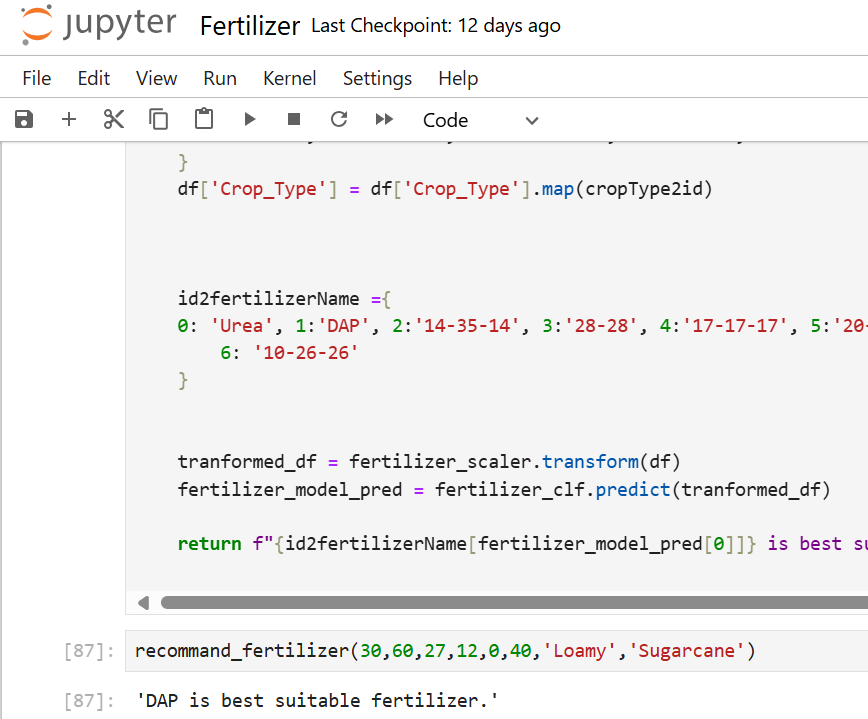 jupyter Fertilizer Last Checkpoint: 12 days ago
File Edit View Run Kernel Settings Help
Code
}
df['Crop_Type'] = df['Crop_Type'].map(cropType2id)
id2fertilizerName ={
0: 'Urea', 1:'DAP', 2:'14-35-14', 3:'28-28', 4:'17-17-17', 5:'20-
6: '10-26-26'
}
tranformed_df = fertilizer_scaler.transform(df)
fertilizer_model_pred = fertilizer_clf.predict(tranformed_df)
return f"{id2fertilizerName[fertilizer_model_pred[0]]} is best su
[87]: recommand_fertilizer(30,60,27,12,0,40,'Loamy','Sugarcane')
[87]: 'DAP is best suitable fertilizer.'